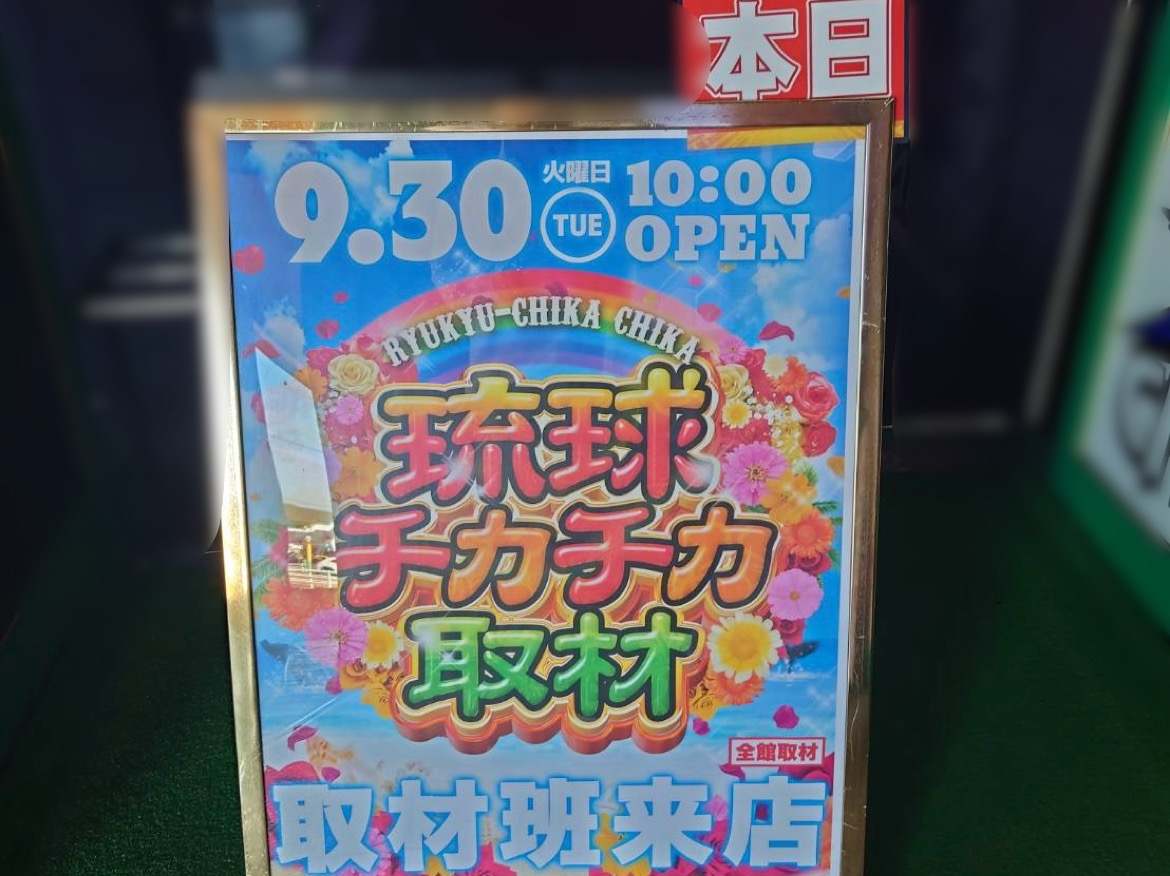 本日
9.30 火曜日 TUE 10:00 OPEN
RYUKYU-CHIKA CHIKA
琉球
チカチカ
取材
全館取材
取材班来店